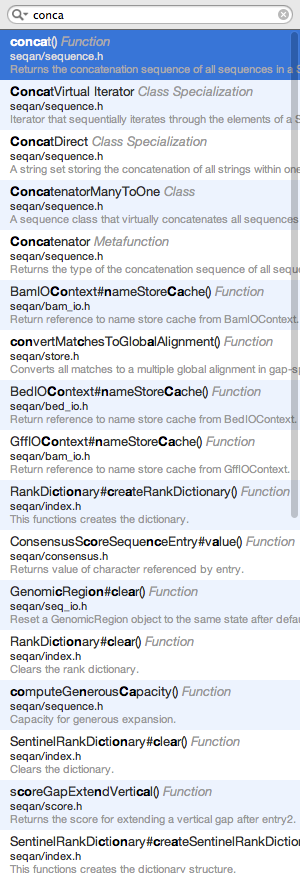 conca
concat() Function
seqan/sequence.h
Returns the concatenation sequence of all sequences in a S
ConcatVirtual Iterator Class Specialization
seqan/sequence.h
Iterator that sequentially iterates through the elements of a S
ConcatDirect Class Specialization
seqan/sequence.h
A string set storing the concatenation of all strings within one
ConcatenatorManyToOne Class
seqan/sequence.h
A sequence class that virtually concatenates all sequences
Concatenator Metafunction
seqan/sequence.h
Returns the type of the concatenation sequence of all sequ
BamIOContext#nameStoreCache() Function
seqan/bam_io.h
Return reference to name store cache from BamIOContext.
convertMatchesToGlobalAlignment() Function
seqan/store.h
Converts all matches to a multiple global alignment in gap-sp
BedIOContext#nameStoreCache() Function
seqan/bed_io.h
Return reference to name store cache from BedIOContext.
GffIOContext#nameStoreCache() Function
seqan/bam_io.h
Return reference to name store cache from GffIOContext.
RankDictionary#createRankDictionary() Function
seqan/index.h
This functions creates the dictionary.
ConsensusScoreSequenceEntry#value() Function
seqan/consensus.h
Returns value of character referenced by entry.
GenomicRegion#clear() Function
seqan/seq_io.h
Reset a GenomicRegion object to the same state after defau
RankDictionary#clear() Function
seqan/index.h
Clears the rank dictionary.
computeGenerousCapacity() Function
seqan/sequence.h
Capacity for generous expansion.
SentinelRankDictionary#clear() Function
seqan/index.h
Clears the dictionary.
scoreGapExtendVertical() Function
seqan/score.h
Returns the score for extending a vertical gap after entry2.
SentinelRankDictionary#createSentinelRankDiction
seqan/index.h
This functions creates the dictionary structure.